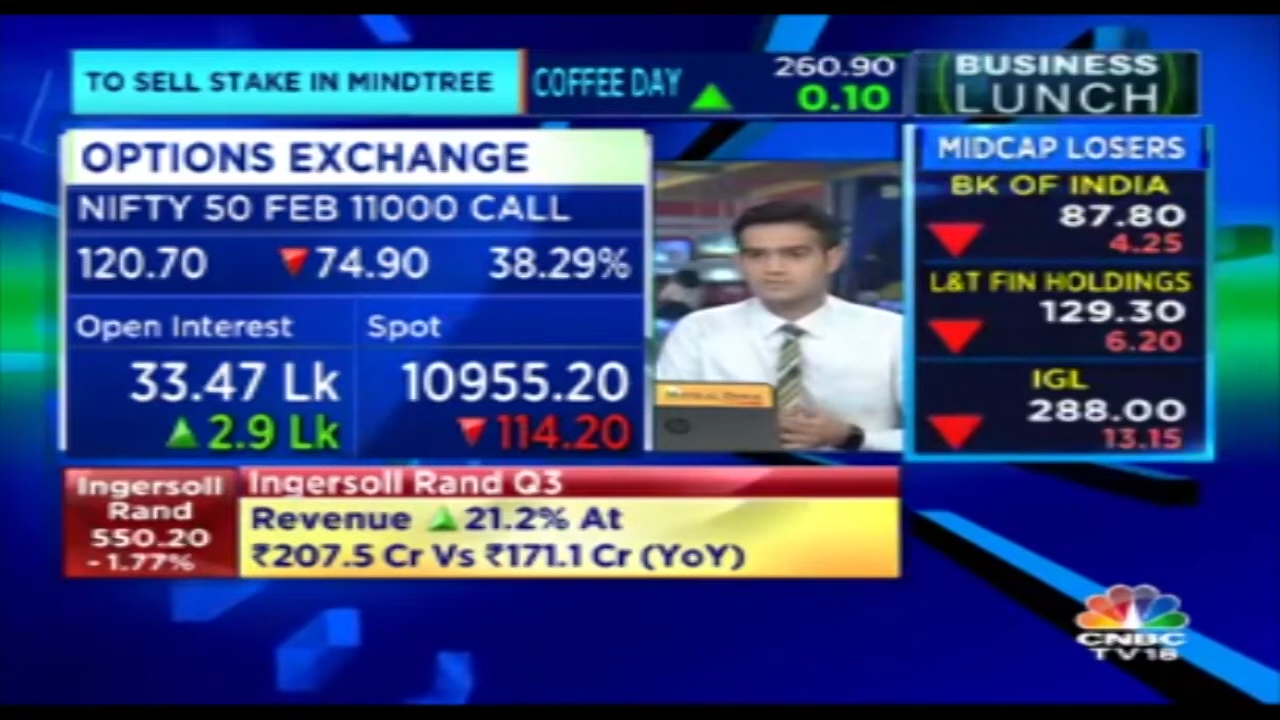 TO SELL STAKE IN MINDTREE
COFFEE DAY
260.90
0.10
BUSINESS
LUNCH
OPTIONS EXCHANGE
NIFTY 50 FEB 11000 CALL
120.70 74.90 38.29%
Open Interest
33.47 Lk
2.9 Lk
Spot
10955.20
114.20
MIDCAP LOSERS
BK OF INDIA
87.80
4.25
L&T FIN HOLDINGS
129.30
6.20
IGL
288.00
13.15
Ingersoll
Rand
550.20
-1.77%
Ingersoll Rand Q3
Revenue 21.2% At
₹207.5 Cr Vs ₹171.1 Cr (YoY)
CNBC
TV18